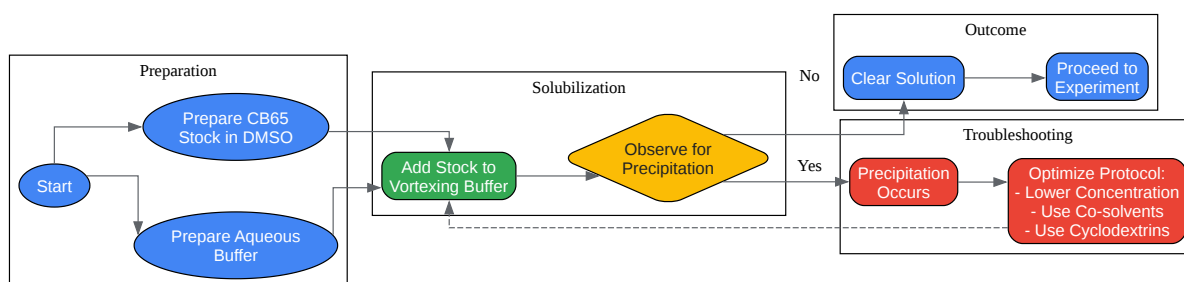 Preparation
Start
Prepare CB65
Stock in DMSO
Prepare Aqueous
Buffer
Solubilization
Add Stock to
Vortexing Buffer
Observe for
Precipitation
No
Yes
Outcome
Clear Solution
Proceed to
Experiment
Troubleshooting
Precipitation
Occurs
Optimize Protocol:
- Lower Concentration
- Use Co-solvents
- Use Cyclodextrins